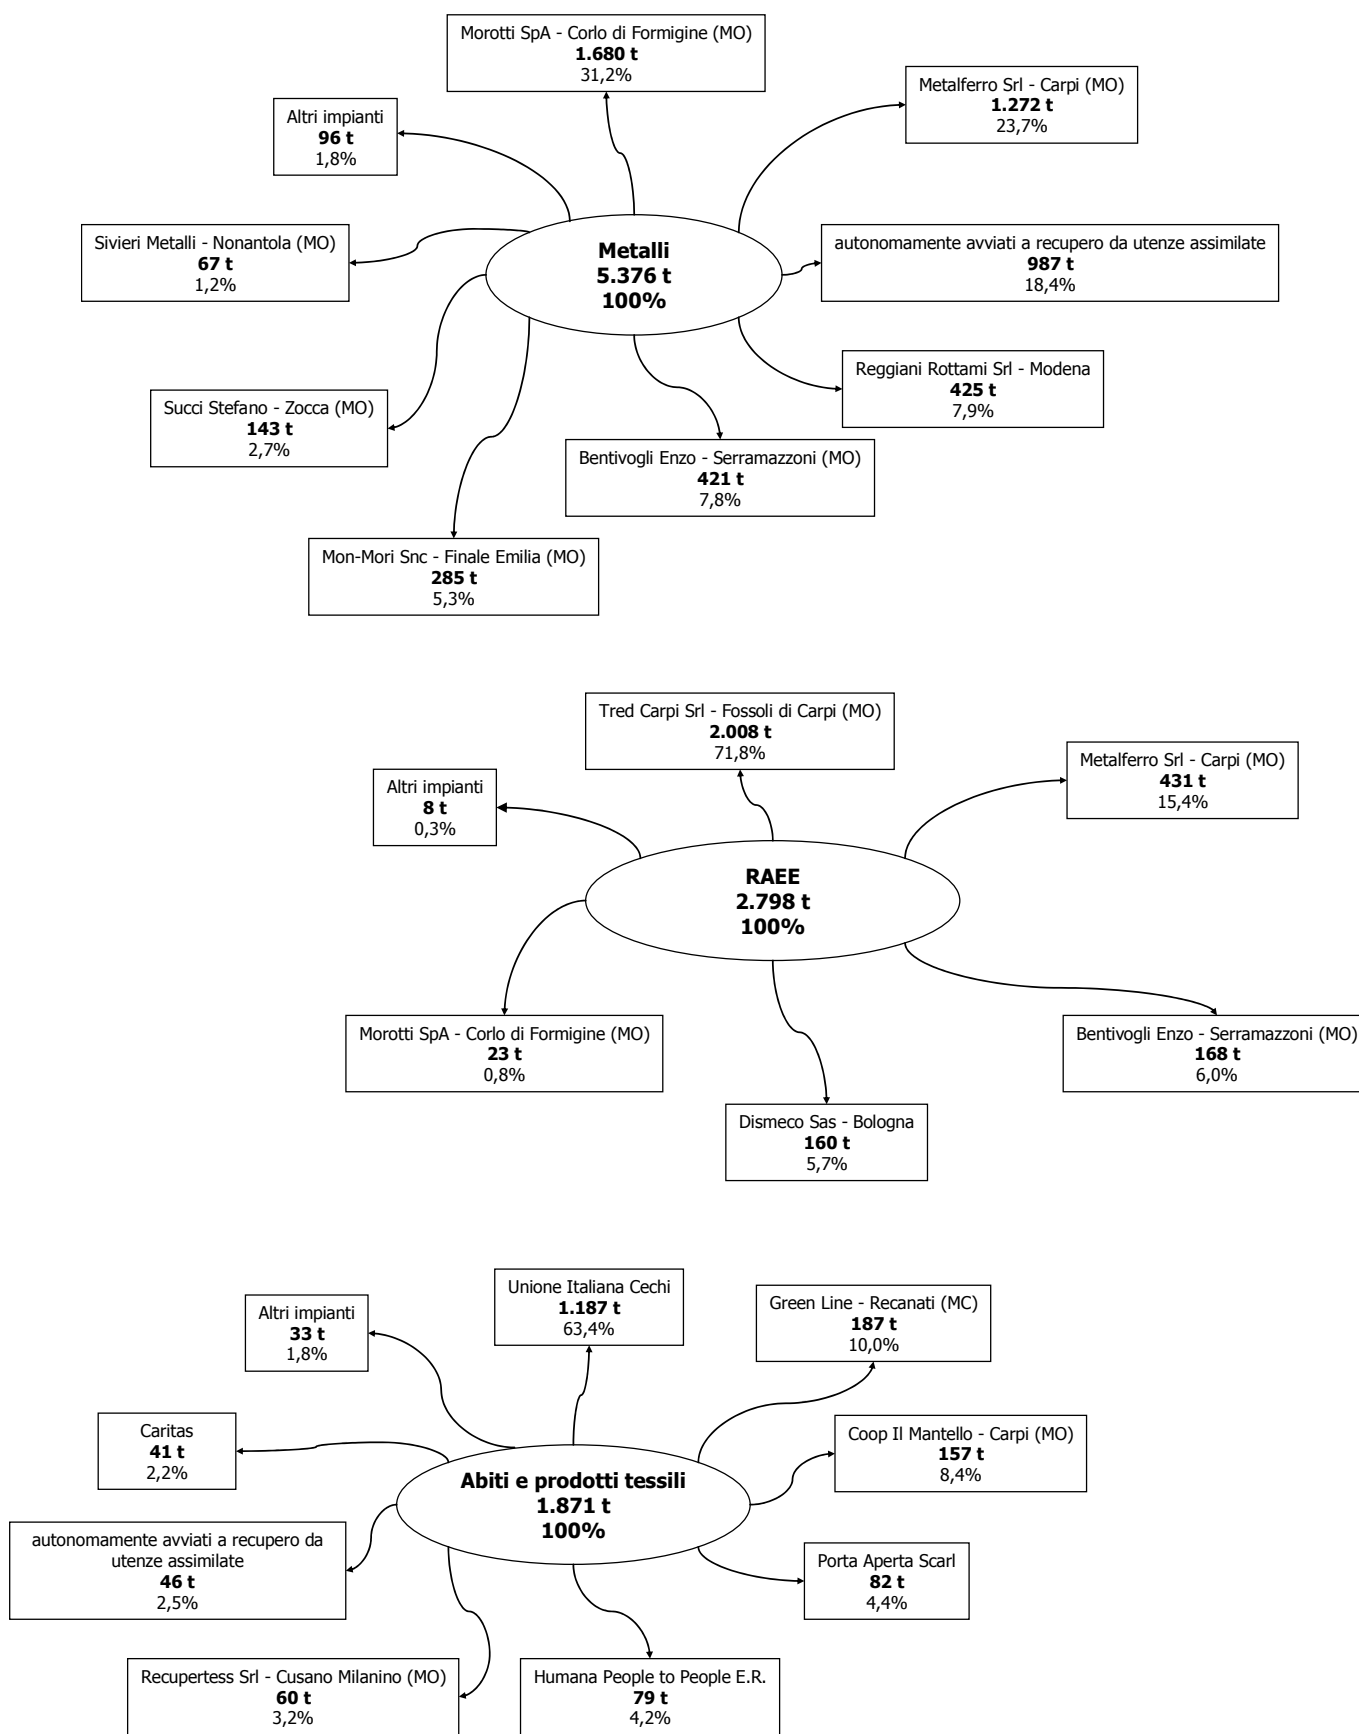 Morotti SpA - Corlo di Formigine (MO)
1.680 t
31,2%
Metalferro Srl - Carpi (MO)
1.272 t
23,7%
Altri impianti
96 t
1,8%
Sivieri Metalli - Nonantola (MO)
67 t
1,2%
Metalli
5.376 t
100%
autonomamente avviati a recupero da utenze assimilate
987 t
18,4%
Reggiani Rottami Srl - Modena
425 t
7,9%
Succi Stefano - Zocca (MO)
143 t
2,7%
Bentivogli Enzo - Serramazzoni (MO)
421 t
7,8%
Mon-Mori Snc - Finale Emilia (MO)
285 t
5,3%
Tred Carpi Srl - Fossoli di Carpi (MO)
2.008 t
71,8%
Metalferro Srl - Carpi (MO)
431 t
15,4%
Altri impianti
8 t
0,3%
RAEE
2.798 t
100%
Morotti SpA - Corlo di Formigine (MO)
23 t
0,8%
Bentivogli Enzo - Serramazzoni (MO)
168 t
6,0%
Dismeco Sas - Bologna
160 t
5,7%
Unione Italiana Cechi
1.187 t
63,4%
Green Line - Recanati (MC)
187 t
10,0%
Altri impianti
33 t
1,8%
Caritas
41 t
2,2%
Coop Il Mantello - Carpi (MO)
157 t
8,4%
Abiti e prodotti tessili
1.871 t
100%
autonomamente avviati a recupero da
utenze assimilate
46 t
2,5%
Porta Aperta Scarl
82 t
4,4%
Recupertess Srl - Cusano Milanino (MO)
60 t
3,2%
Humana People to People E.R.
79 t
4,2%